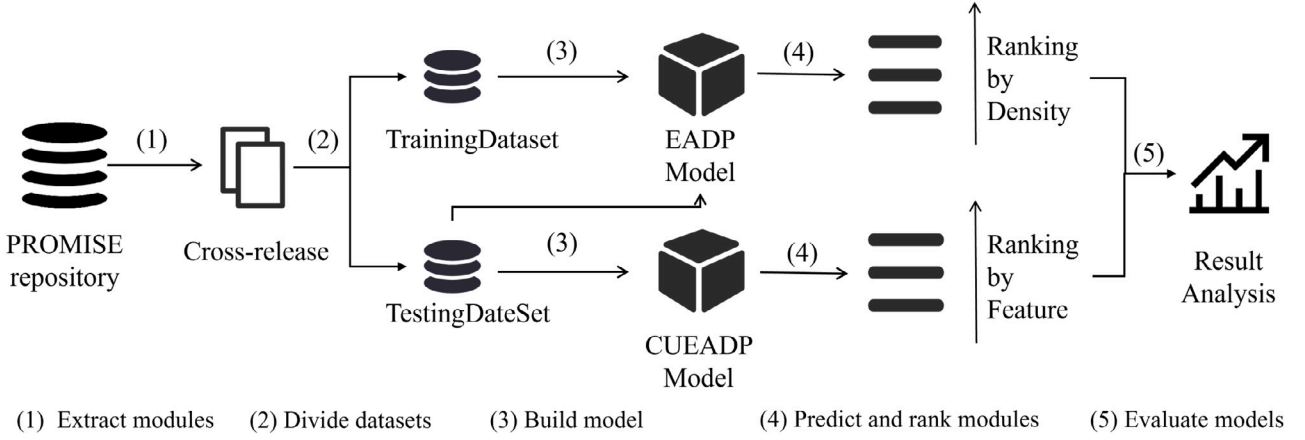 (1)
PROMISE
repository
Cross-release
(2)
TrainingDataset
(3)
EADP
Model
(4)
Ranking
by
Density
TestingDateSet
(3)
CUEADP
Model
(4)
Ranking
by
Feature
(5)
Result
Analysis
(1) Extract modules (2) Divide datasets (3) Build model (4) Predict and rank modules (5) Evaluate models